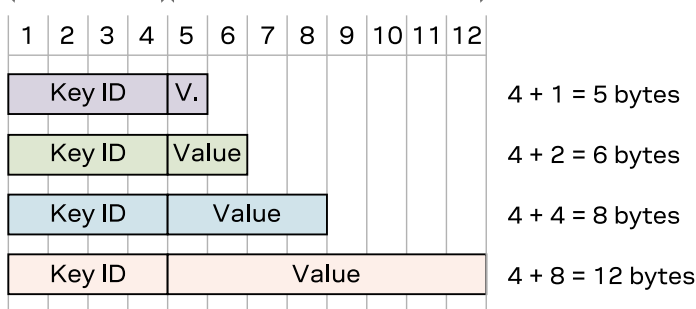 1 2 3 4 5 6 7 8 9 10 11 12
Key ID V. 4 + 1 = 5 bytes
Key ID Value 4 + 2 = 6 bytes
Key ID Value 4 + 4 = 8 bytes
Key ID Value 4 + 8 = 12 bytes